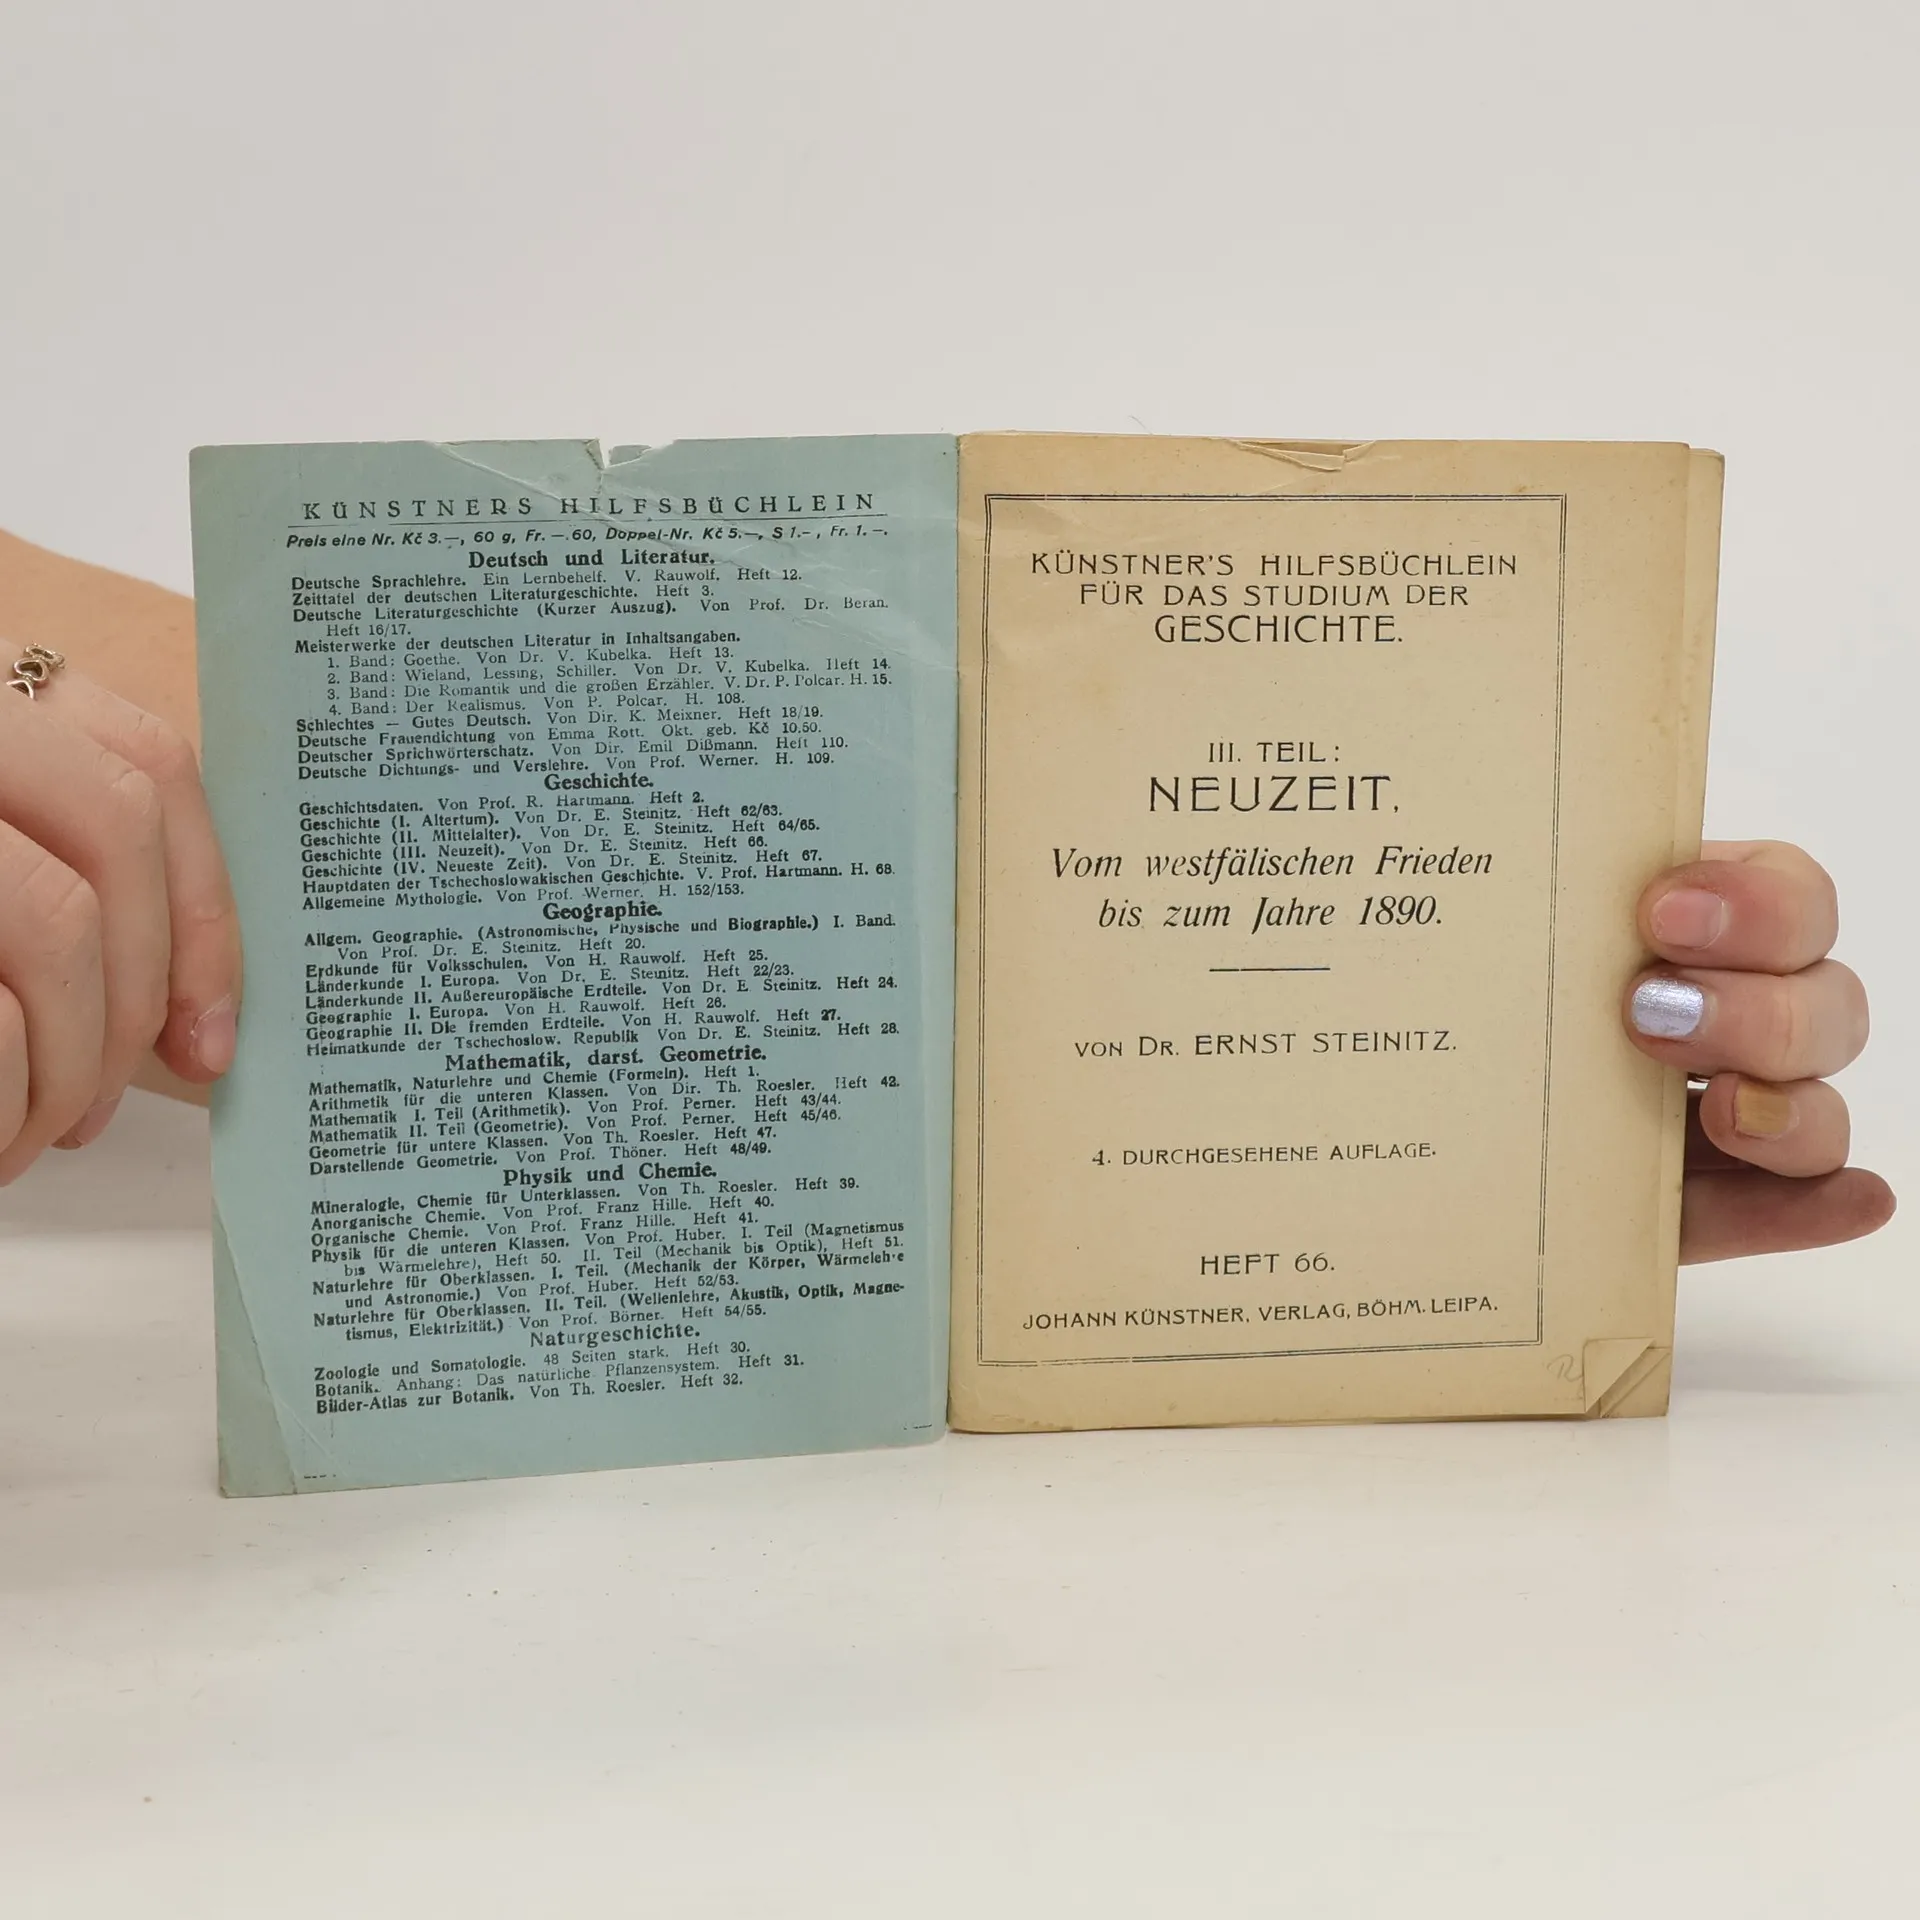 KÜNSTNERS HILFSBÜCHLEIN
Preis eine Nr. Kč 3.—, 60 g, Fr. —.60, Doppel-Nr. Kč 5.—, S 1.-, Fr. 1.—.
Deutsch und Literatur.
Deutsche Sprachlehre. Ein Lernbehelf. V. Rauwolf. Heft 12.
Zeittafel der deutschen Literaturgeschichte. Heft 3.
Deutsche Literaturgeschichte (Kurzer Auszug). Von Prof. Dr. Beran.
Heft 16/17.
Meisterwerke der deutschen Literatur in Inhaltsangaben.
1. Band: Goethe. Von Dr. V. Kubelka. Heft 13.
2. Band: Wieland, Lessing, Schiller. Von Dr. V. Kubelka. Heft 14.
3. Band: Die Romantik und die großen Erzähler. V. Dr. P. Polcar. H. 15.
4. Band: Der Realismus. Von P. Polcar. H. 108.
Schlechtes — Gutes Deutsch. Von Dir. K. Meixner. Heft 18/19.
Deutsche Frauendichtung von Emma Rott. Okt. geb. Kč 10.50.
Deutscher Sprichwörterschatz. Von Dir. Emil Dißmann. Heft 110.
Deutsche Dichtungs- und Verslehre. Von Prof. Werner. H. 109.
Geschichte.
Geschichtsdaten. Von Prof. R. Hartmann. Heft 2.
Geschichte (I. Altertum). Von Dr. E. Steinitz. Heft 62/63.
Geschichte (II. Mittelalter). Von Dr. E. Steinitz. Heft 64/65.
Geschichte (III. Neuzeit). Von Dr. E. Steinitz. Heft 66.
Geschichte (IV. Neueste Zeit). Von Dr. E. Steinitz. Heft 67.
Hauptdaten der Tschechoslowakischen Geschichte. V. Prof. Hartmann. H. 68.
Allgemeine Mythologie. Von Prof. Werner. H. 152/153.
Geographie.
Allgem. Geographie. (Astronomische, Physische und Biographie.) I. Band.
Von Prof. Dr. E. Steinitz. Heft 20.
Erdkunde für Volksschulen. Von H. Rauwolf. Heft 25.
Länderkunde I. Europa. Von Dr. E. Steinitz. Heft 22/23.
Länderkunde II. Außereuropäische Erdteile. Von Dr. E. Steinitz. Heft 24.
Geographie I. Europa. Von H. Rauwolf. Heft 26.
Geographie II. Die fremden Erdteile. Von H. Rauwolf. Heft 27.
Heimatkunde der Tschechoslow. Republik Von Dr. E. Steinitz. Heft 28.
Mathematik, darst. Geometrie.
Mathematik, Naturlehre und Chemie (Formeln). Heft 1.
Arithmetik für die unteren Klassen. Von Dir. Th. Roesler. Heft 42.
Mathematik I. Teil (Arithmetik). Von Prof. Perner. Heft 43/44.
Mathematik II. Teil (Geometrie). Von Prof. Perner. Heft 45/46.
Geometrie für untere Klassen. Von Th. Roesler. Heft 47.
Darstellende Geometrie. Von Prof. Thöner. Heft 48/49.
Physik und Chemie.
Mineralogie, Chemie für Unterklassen. Von Th. Roesler. Heft 39.
Anorganische Chemie. Von Prof. Franz Hille. Heft 40.
Organische Chemie. Von Prof. Franz Hille. Heft 41.
Physik für die unteren Klassen. Von Prof. Huber. I. Teil (Magnetismus
bis Wärmelehre), Heft 50. II. Teil (Mechanik bis Optik), Heft 51.
Naturlehre für Oberklassen. I. Teil. (Mechanik der Körper, Wärmelehre
und Astronomie.) Von Prof. Huber. Heft 52/53.
Naturlehre für Oberklassen. II. Teil. (Wellenlehre, Akustik, Optik, Magne-
tismus, Elektrizität.) Von Prof. Börner. Heft 54/55.
Naturgeschichte.
Zoologie und Somatologie. 48 Seiten stark. Heft 30.
Botanik. Anhang: Das natürliche Pflanzensystem. Heft 31.
Bilder-Atlas zur Botanik. Von Th. Roesler. Heft 32.
KÜNSTNER'S HILFSBÜCHLEIN
FÜR DAS STUDIUM DER
GESCHICHTE.
III. TEIL:
NEUZEIT,
Vom westfälischen Frieden
bis zum Jahre 1890.
VON DR. ERNST STEINITZ.
4. DURCHGESEHENE AUFLAGE.
HEFT 66.
JOHANN KÜNSTNER, VERLAG, BÖHM. LEIPA.